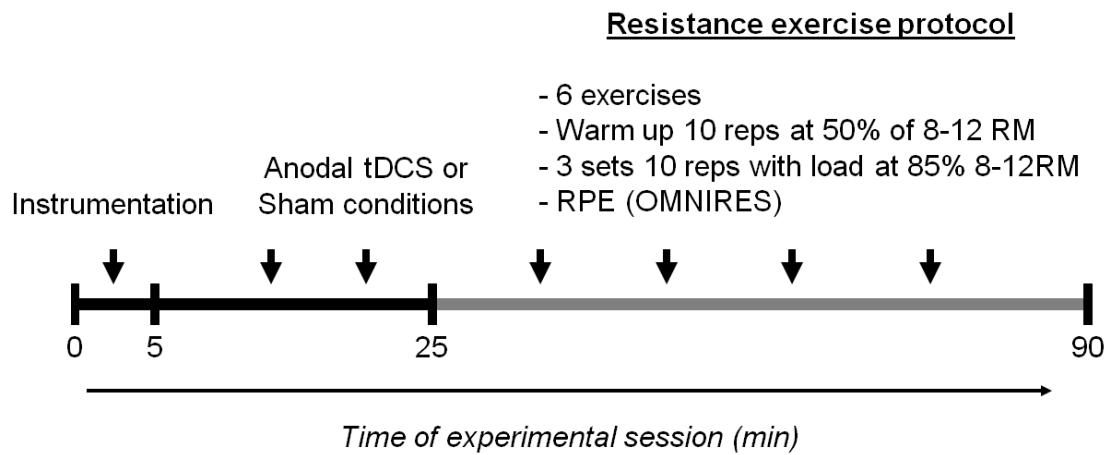 Resistance exercise protocol
- 6 exercises
- Warm up 10 reps at 50% of 8-12 RM
- 3 sets 10 reps with load at 85% 8-12RM
- RPE (OMNIRES)
Anodal tDCS or
Sham conditions
Instrumentation
0
5
25
90
Time of experimental session (min)